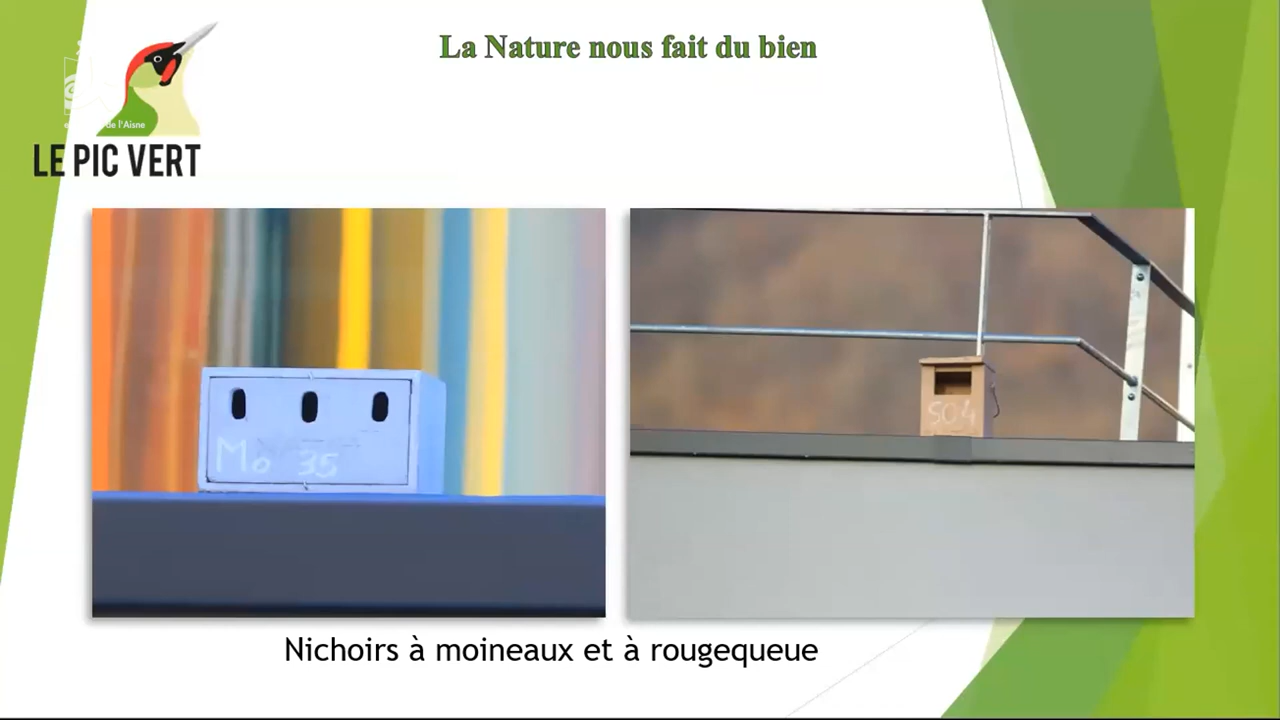 La Nature nous fait du bien
de l'Aisne
LE PIC VERT
Mo 35
SO4
Nichoirs à moineaux et à rougequeue